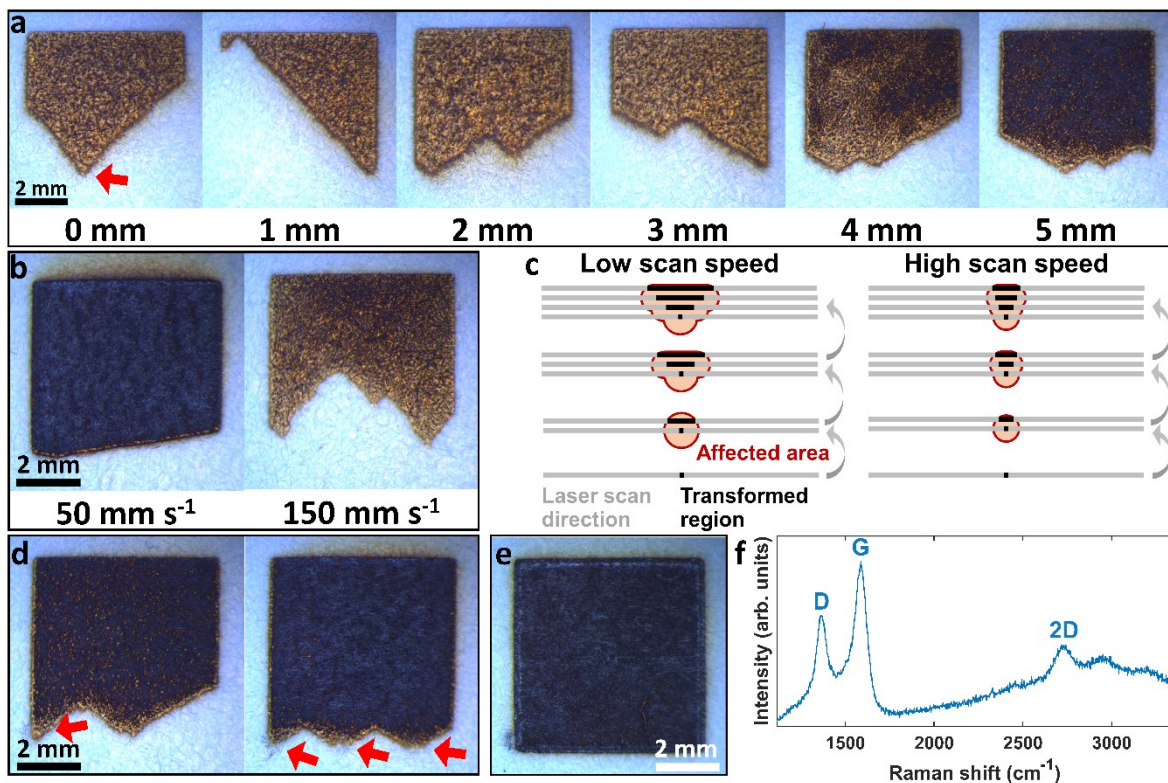 a
2 mm
0 mm 1 mm 2 mm 3 mm 4 mm 5 mm
b
2 mm
50 mm s⁻¹ 150 mm s⁻¹
c
Low scan speed High scan speed
Affected area
Laser scan direction
Transformed region
d
2 mm
e
2 mm
f
Intensity (arb. units)
D
G
2D
1500 2000 2500 3000
Raman shift (cm⁻¹)